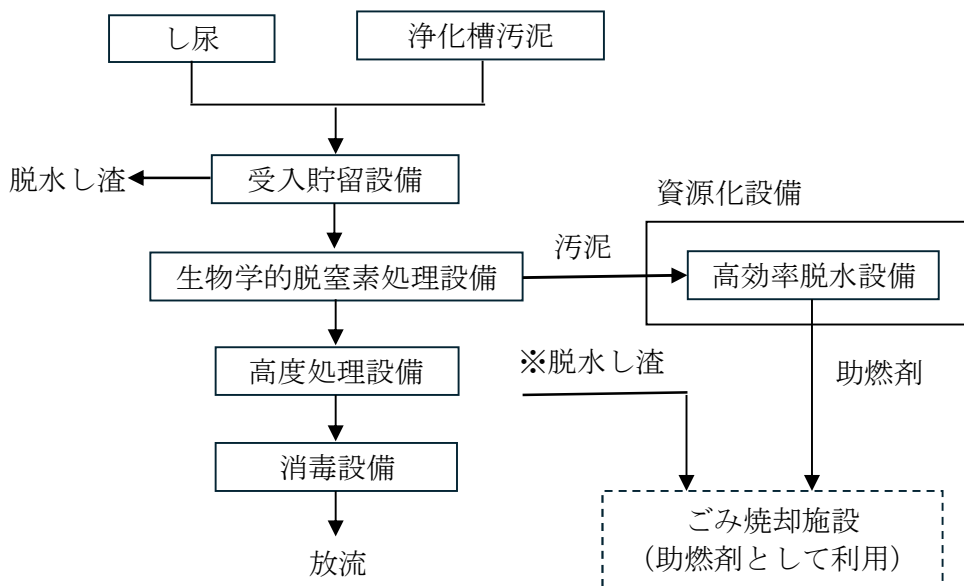 し尿
浄化槽汚泥
脱水し渣
受入貯留設備
資源化設備
汚泥
生物学的脱窒素処理設備
高効率脱水設備
高度処理設備
※脱水し渣
助燃剤
消毒設備
ごみ焼却施設
(助燃剤として利用)
放流